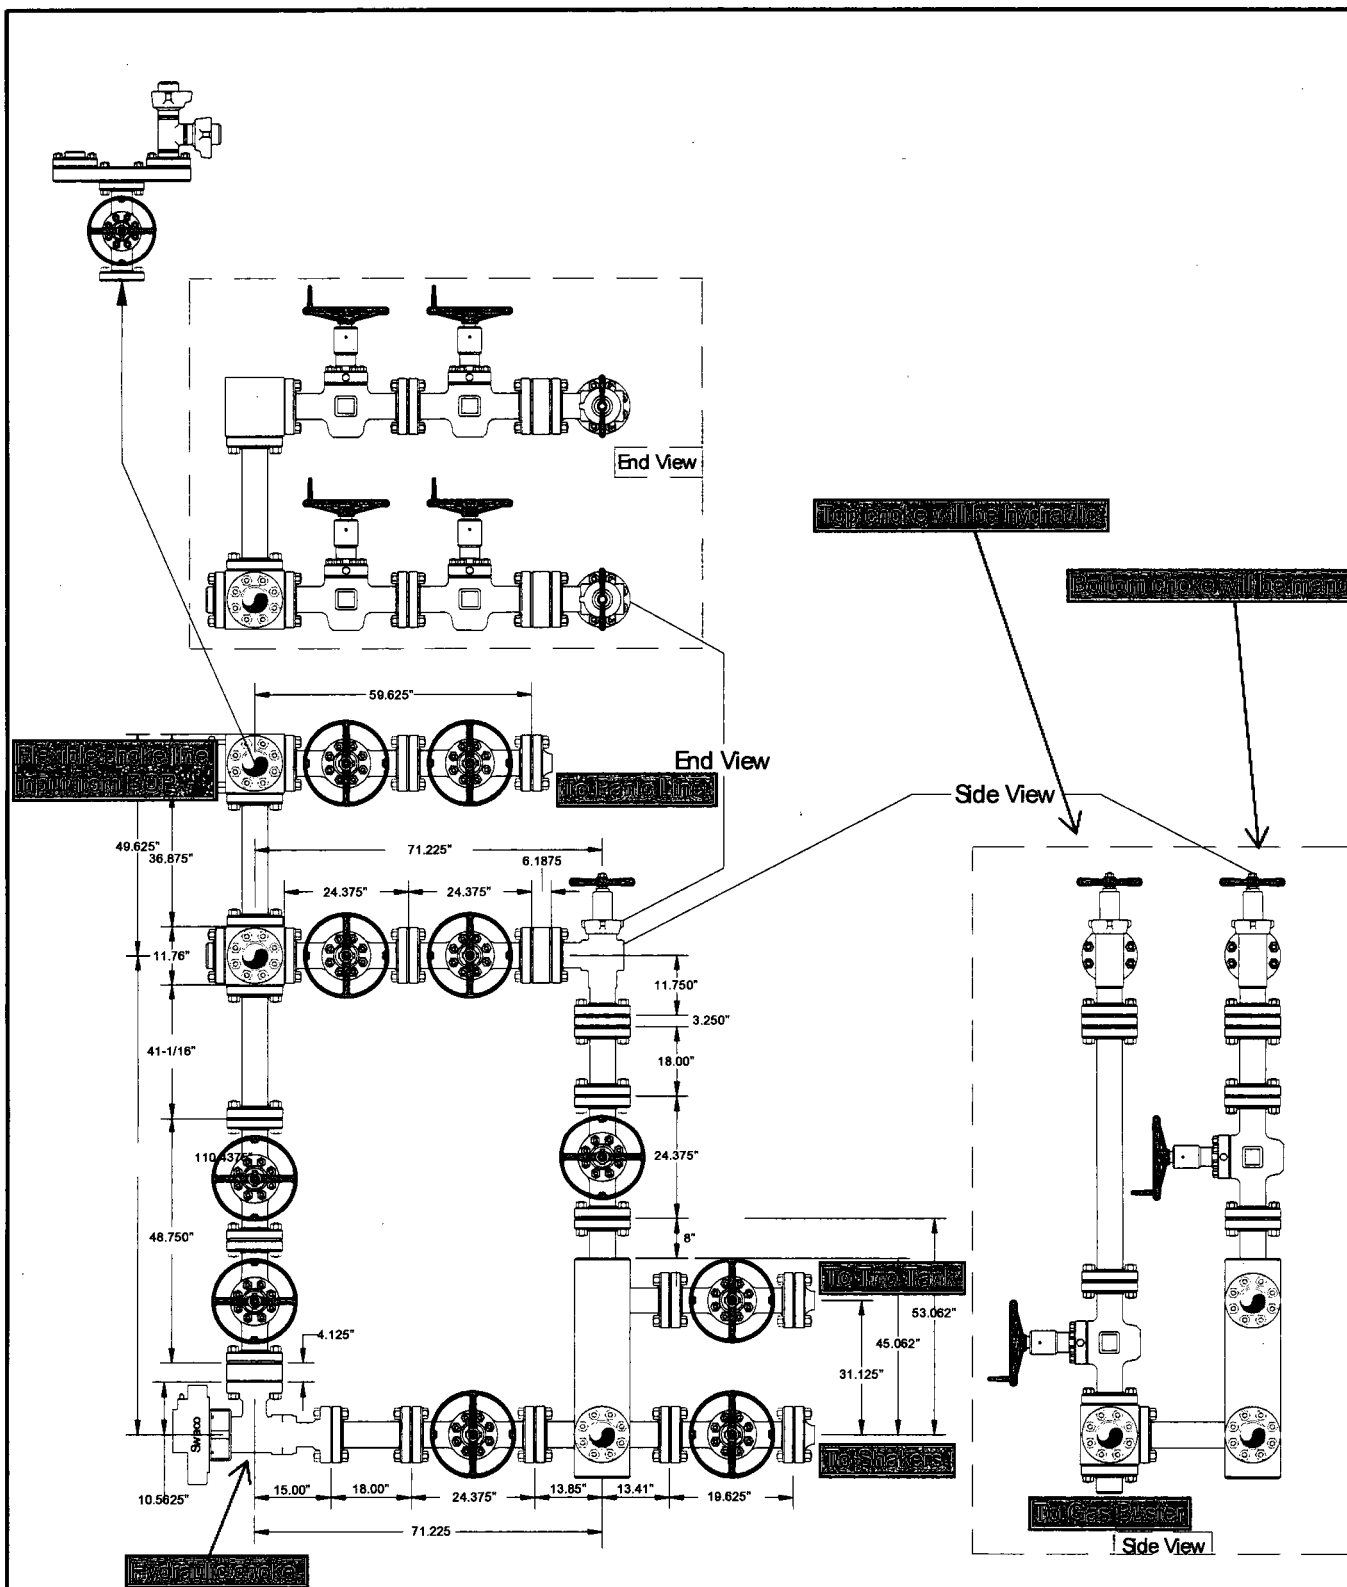 End View
Top choke will be hydraulic
Bottom choke will be manu
59.625"
Flexible choke line
input from BOP
End View
To Panic Line
Side View
49.625"
36.875"
71.225"
6.1875
24.375"
24.375"
11.76"
11.750"
3.250"
41-1/16"
18.00"
110.4375"
24.375"
48.750"
8"
To Trip Tank
53.062"
45.062"
4.125"
31.125"
Swaco
To Shakers
10.5625"
15.00"
18.00"
24.375"
13.85"
13.41"
19.625"
To Gas Buster
71.225
Side View
Hydraulic choke